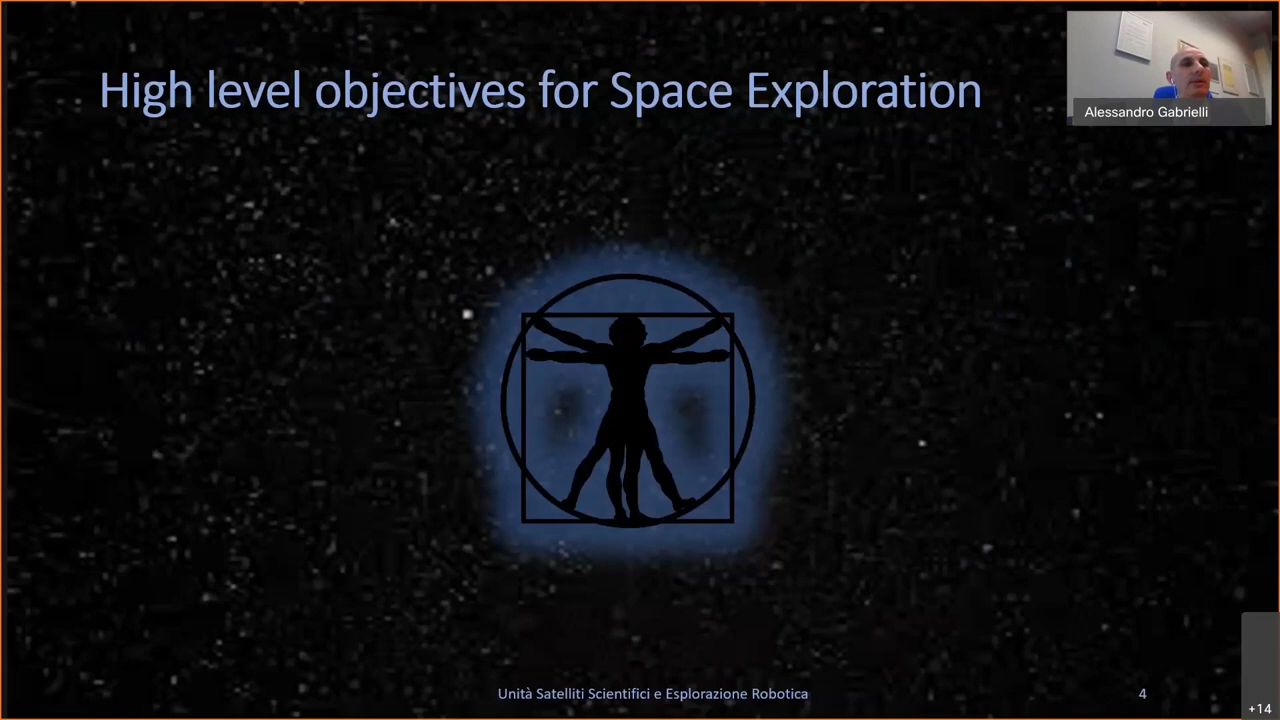 High level objectives for Space Exploration
Alessandro Gabrielli
Unità Satelliti Scientifici e Esplorazione Robotica
4
+14